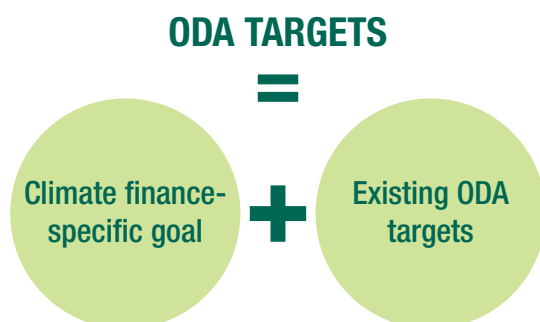 ODA TARGETS
=
Climate finance-
specific goal
+
Existing ODA
targets